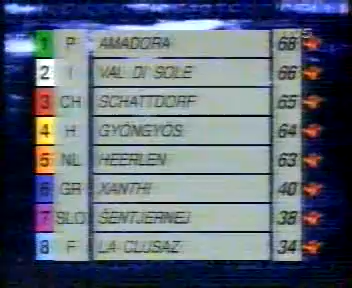 1 P AMADORA 68
2 I VAL DI SOLE 66
3 CH SCHATTDORF 65
4 H GYÖNGYÖS 64
5 NL HEERLEN 63
6 GR XANTHI 40
7 SLO ŠENTJERNEJ 38
8 F LA CLUSAZ 34